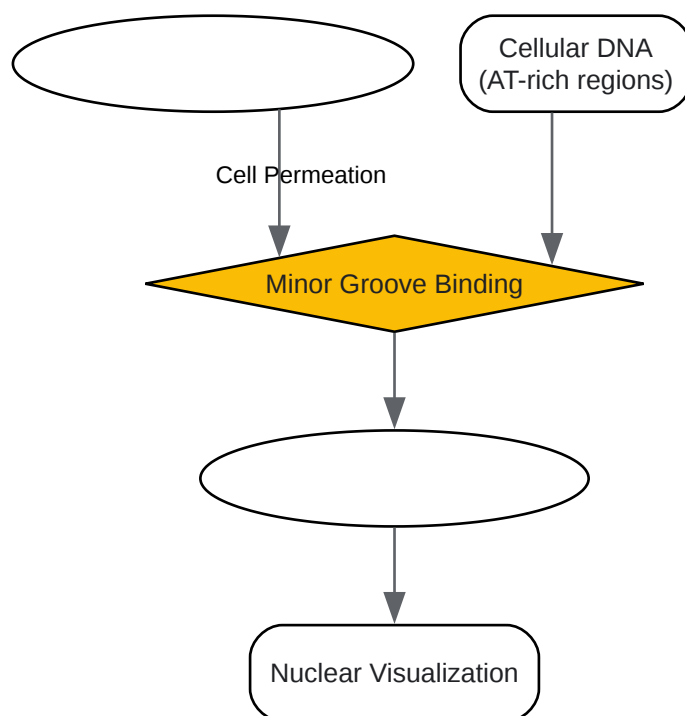 Cellular DNA
(AT-rich regions)
Cell Permeation
Minor Groove Binding
Nuclear Visualization